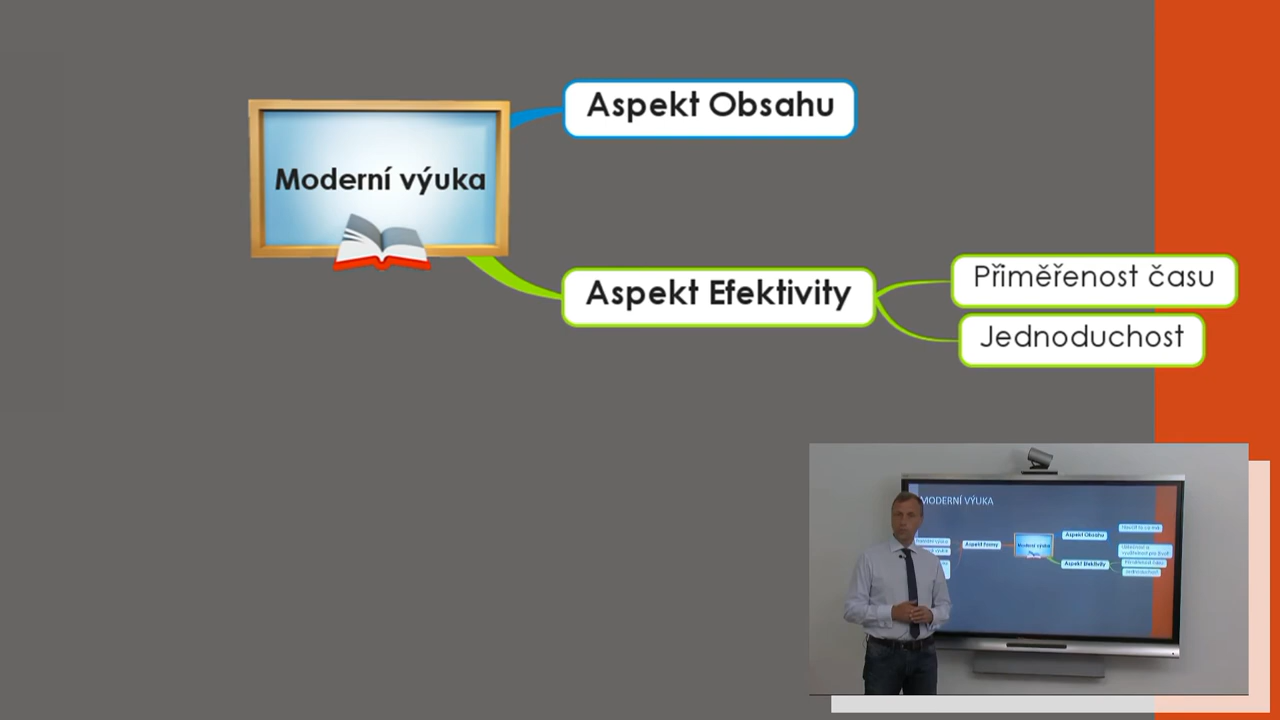 Aspekt Obsahu
Moderní výuka
Přiměřenost času
Aspekt Efektivity
Jednoduchost
MODERNÍ VÝUKA
Aspekt Obsahu
Aspekt Formy
Moderní výuka
Aspekt Efektivity
Přiměřenost času
Jednoduchost